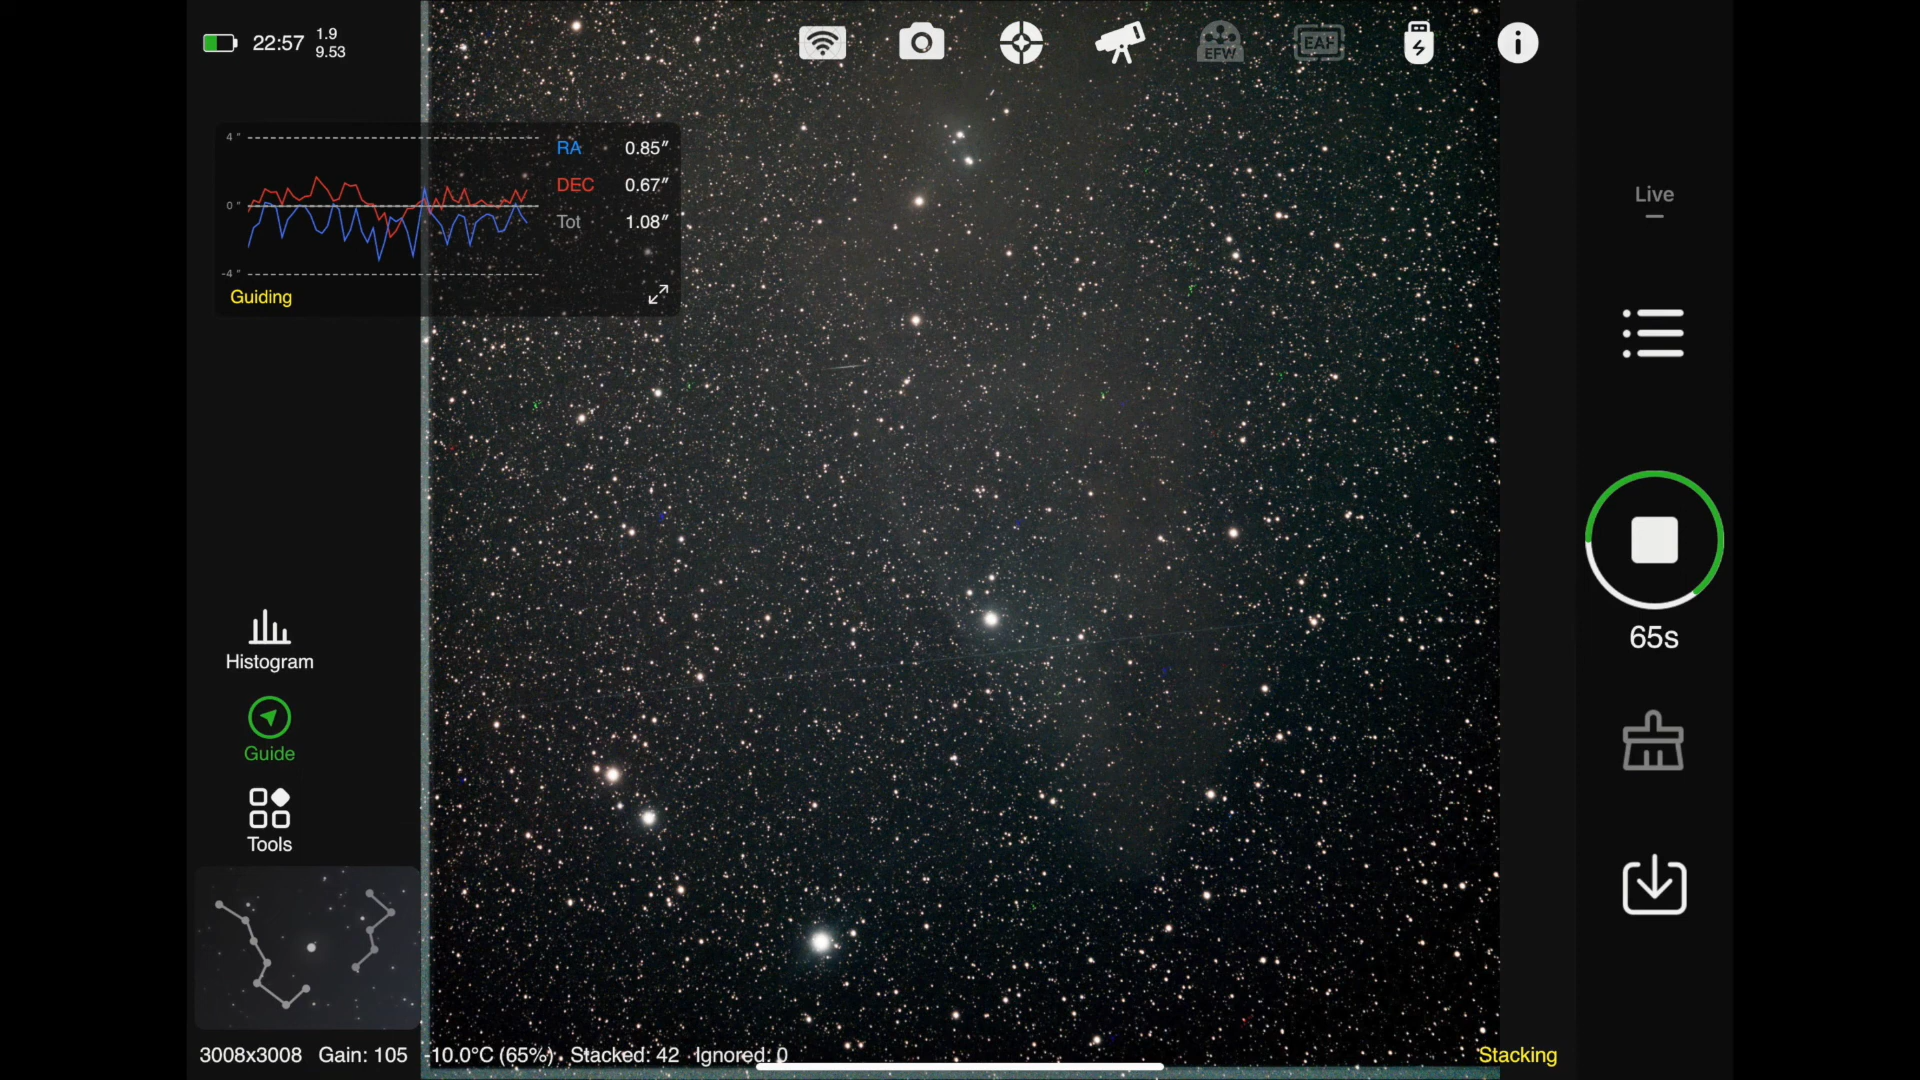 22:57
1.9
9.53
EFW
EAF
4 "
0 "
-4 "
RA 0.85"
DEC 0.67"
Tot 1.08"
Guiding
Live
65s
Histogram
Guide
Tools
3008x3008 Gain: 105 -10.0°C (65%) Stacked: 42 Ignored: 0
Stacking